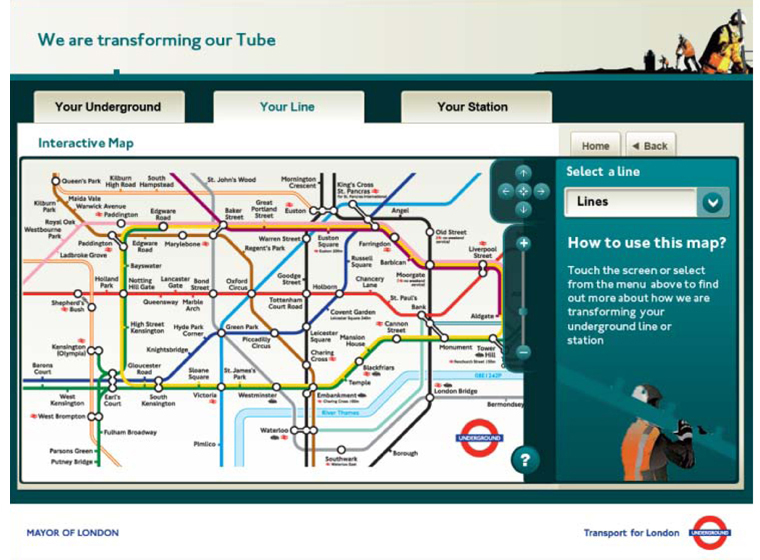 We are transforming our Tube
Your Underground
Your Line
Your Station
Interactive Map
Home
Back
Select a line
Lines
How to use this map?
Touch the screen or select
from the menu above to find
out more about how we are
transforming your
underground line or
station
Queen's Park
Kilburn
High Road
South
Hampstead
St. John's Wood
Mornington
Crescent
King's Cross
St. Pancras
Kilburn
Park
Maida Vale
Warwick Avenue
Paddington
Edgware
Road
Baker
Street
Great
Portland
Street
Euston
Angel
Royal Oak
Westbourne
Park
Old Street
Paddington
Edgware
Road
Marylebone
Warren Street
Regent's Park
Euston
Square
Farringdon
Barbican
Liverpool
Street
Ladbroke Grove
Bayswater
Russell
Square
Moorgate
Holland
Park
Notting
Hill Gate
Lancaster
Gate
Bond
Street
Oxford
Circus
Goodge
Street
Holborn
Chancery
Lane
Shepherd's
Bush
Queensway
Marble
Arch
Tottenham
Court Road
St. Paul's
Bank
Covent Garden
Aldgate
High Street
Kensington
Hyde Park
Corner
Green Park
Piccadilly
Circus
Leicester
Square
Cannon
Street
Mansion
House
Kensington
(Olympia)
Knightsbridge
Charing
Cross
Monument
Tower
Hill
Barons
Court
Gloucester
Road
Sloane
Square
St. James's
Park
Blackfriars
Temple
West
Kensington
Earl's
Court
South
Kensington
Victoria
Westminster
Embankment
London Bridge
Bermondsey
River Thames
West Brompton
Fulham Broadway
Waterloo
UNDERGROUND
Pimlico
Southwark
Borough
Parsons Green
Putney Bridge
?
MAYOR OF LONDON
Transport for London
UNDERGROUND